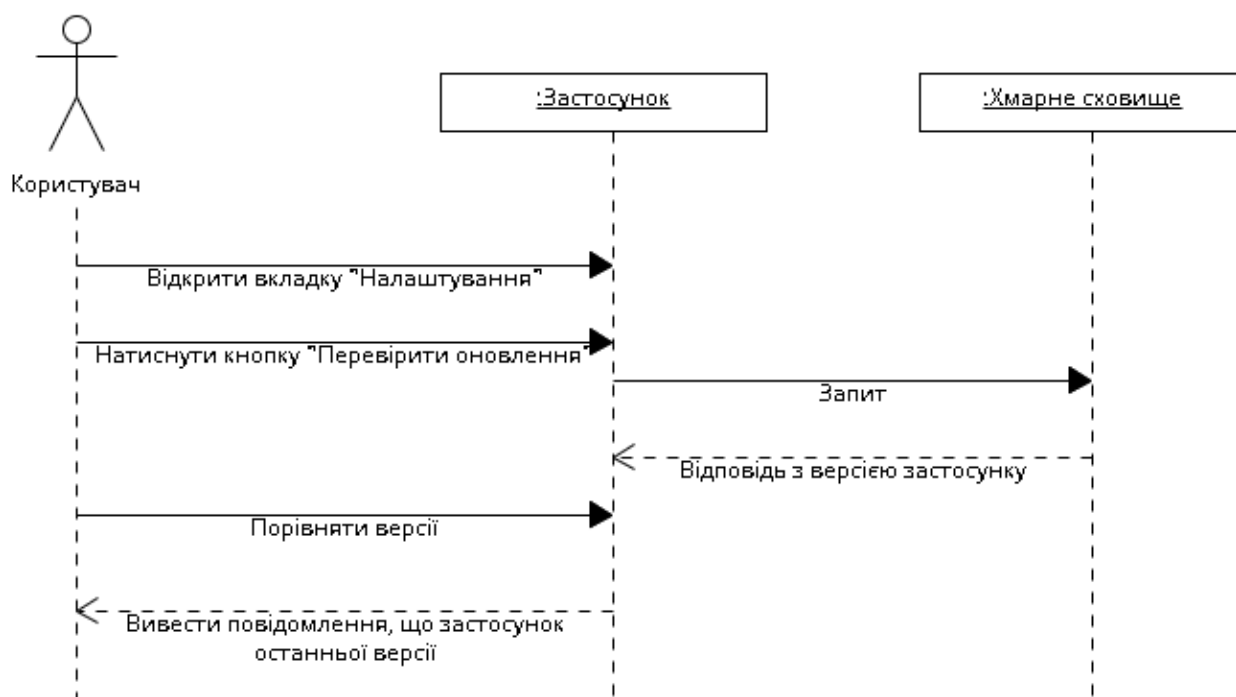 :Застосунок
:Хмарне сховище
Користувач
Відкрити вкладку "Налаштування"
Натиснути кнопку "Перевірити оновлення"
Запит
Відповідь з версією застосунку
Порівняти версії
Вивести повідомлення, що застосунок
останньої версії